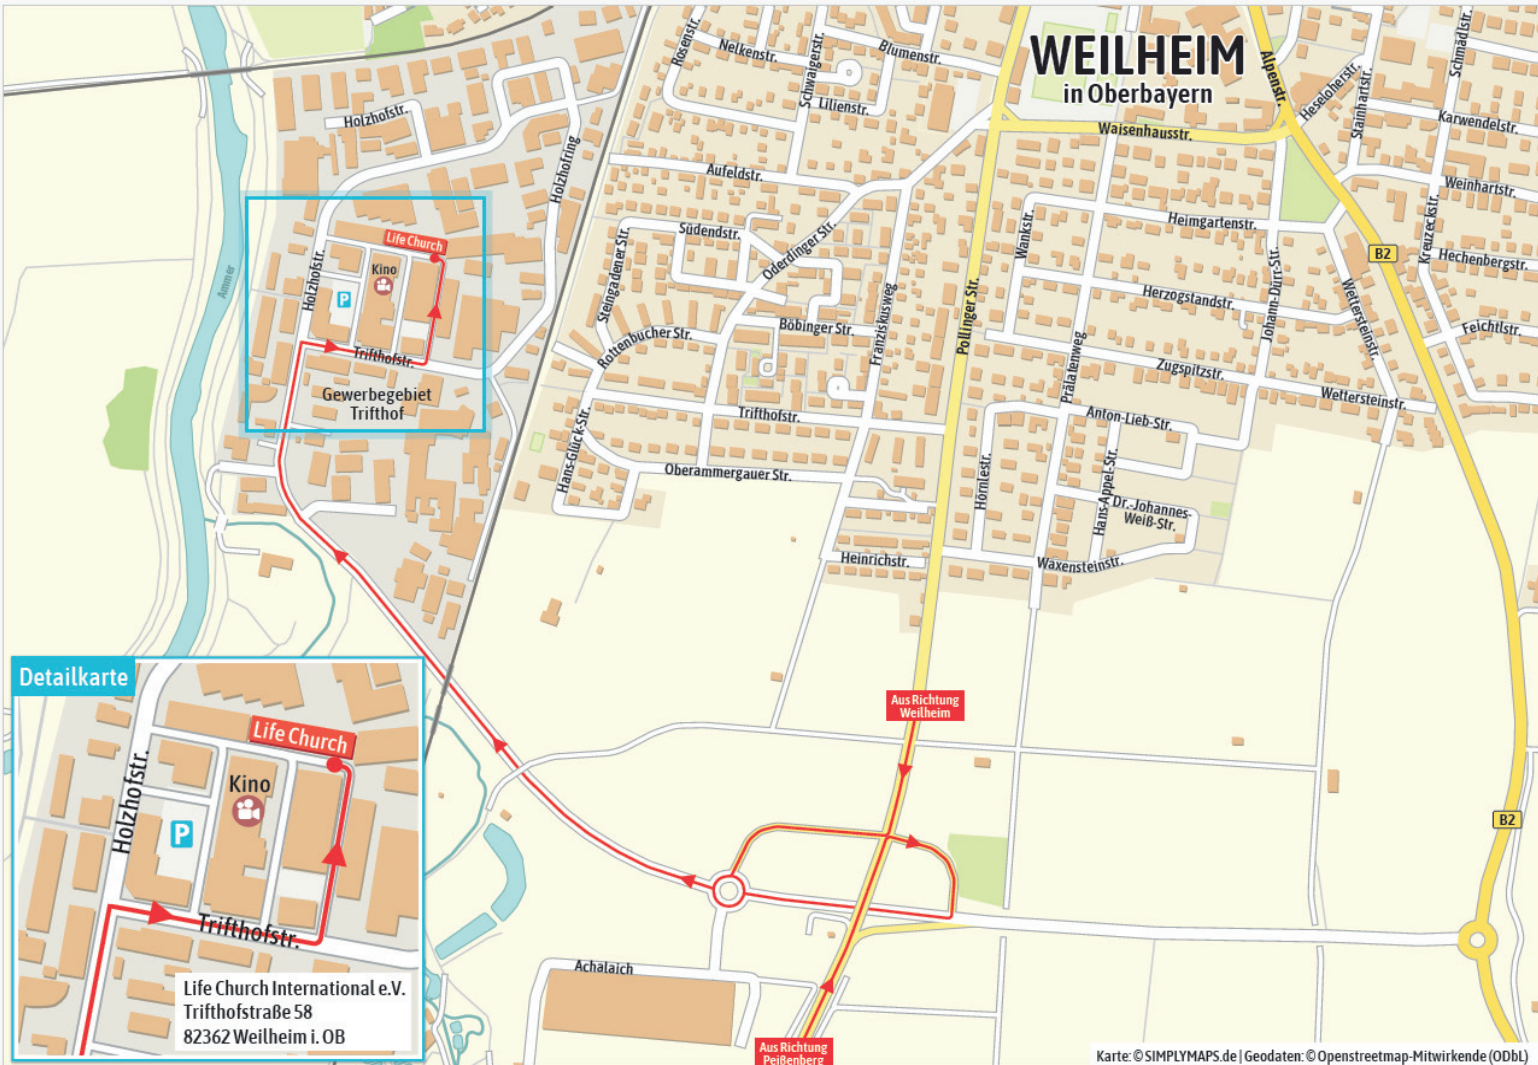 WEILHEIM
in Oberbayern
Rosenstr.
Nelkenstr.
Schwaigerstr.
Blumenstr.
Lilienstr.
Alpenstr.
Heseloherstr.
Stainhartstr.
Schmädlstr.
Karwendelstr.
Waisenhausstr.
Holzhofstr.
Holzhofring
Aufeldstr.
Weinhartstr.
Südendstr.
Oderdinger Str.
Steingadener Str.
Wankstr.
Heimgartenstr.
Kreuzeckstr.
B2
Hechenbergstr.
Life Church
Kino
P
Holzhofstr.
Ammer
Johann-Dürr-Str.
Herzogstandstr.
Wettersteinstr.
Feichtlstr.
Franziskusweg
Pollinger Str.
Böbinger Str.
Rottenbucher Str.
Trifthofstr.
Prälatenweg
Zugspitzstr.
Wettersteinstr.
Gewerbegebiet
Trifthof
Trifthofstr.
Anton-Lieb-Str.
Hans-Glück-Str.
Oberammergauer Str.
Hörnlestr.
Hans-Appel-Str.
Dr.-Johannes-
Weiß-Str.
Heinrichstr.
Waxensteinstr.
Aus Richtung
Weilheim
B2
Achalaich
Aus Richtung
Peißenberg
Detailkarte
Life Church
Kino
Holzhofstr.
P
Trifthofstr.
Life Church International e.V.
Trifthofstraße 58
82362 Weilheim i. OB
Karte: © SIMPLYMAPS.de | Geodaten: © Openstreetmap-Mitwirkende (ODbL)